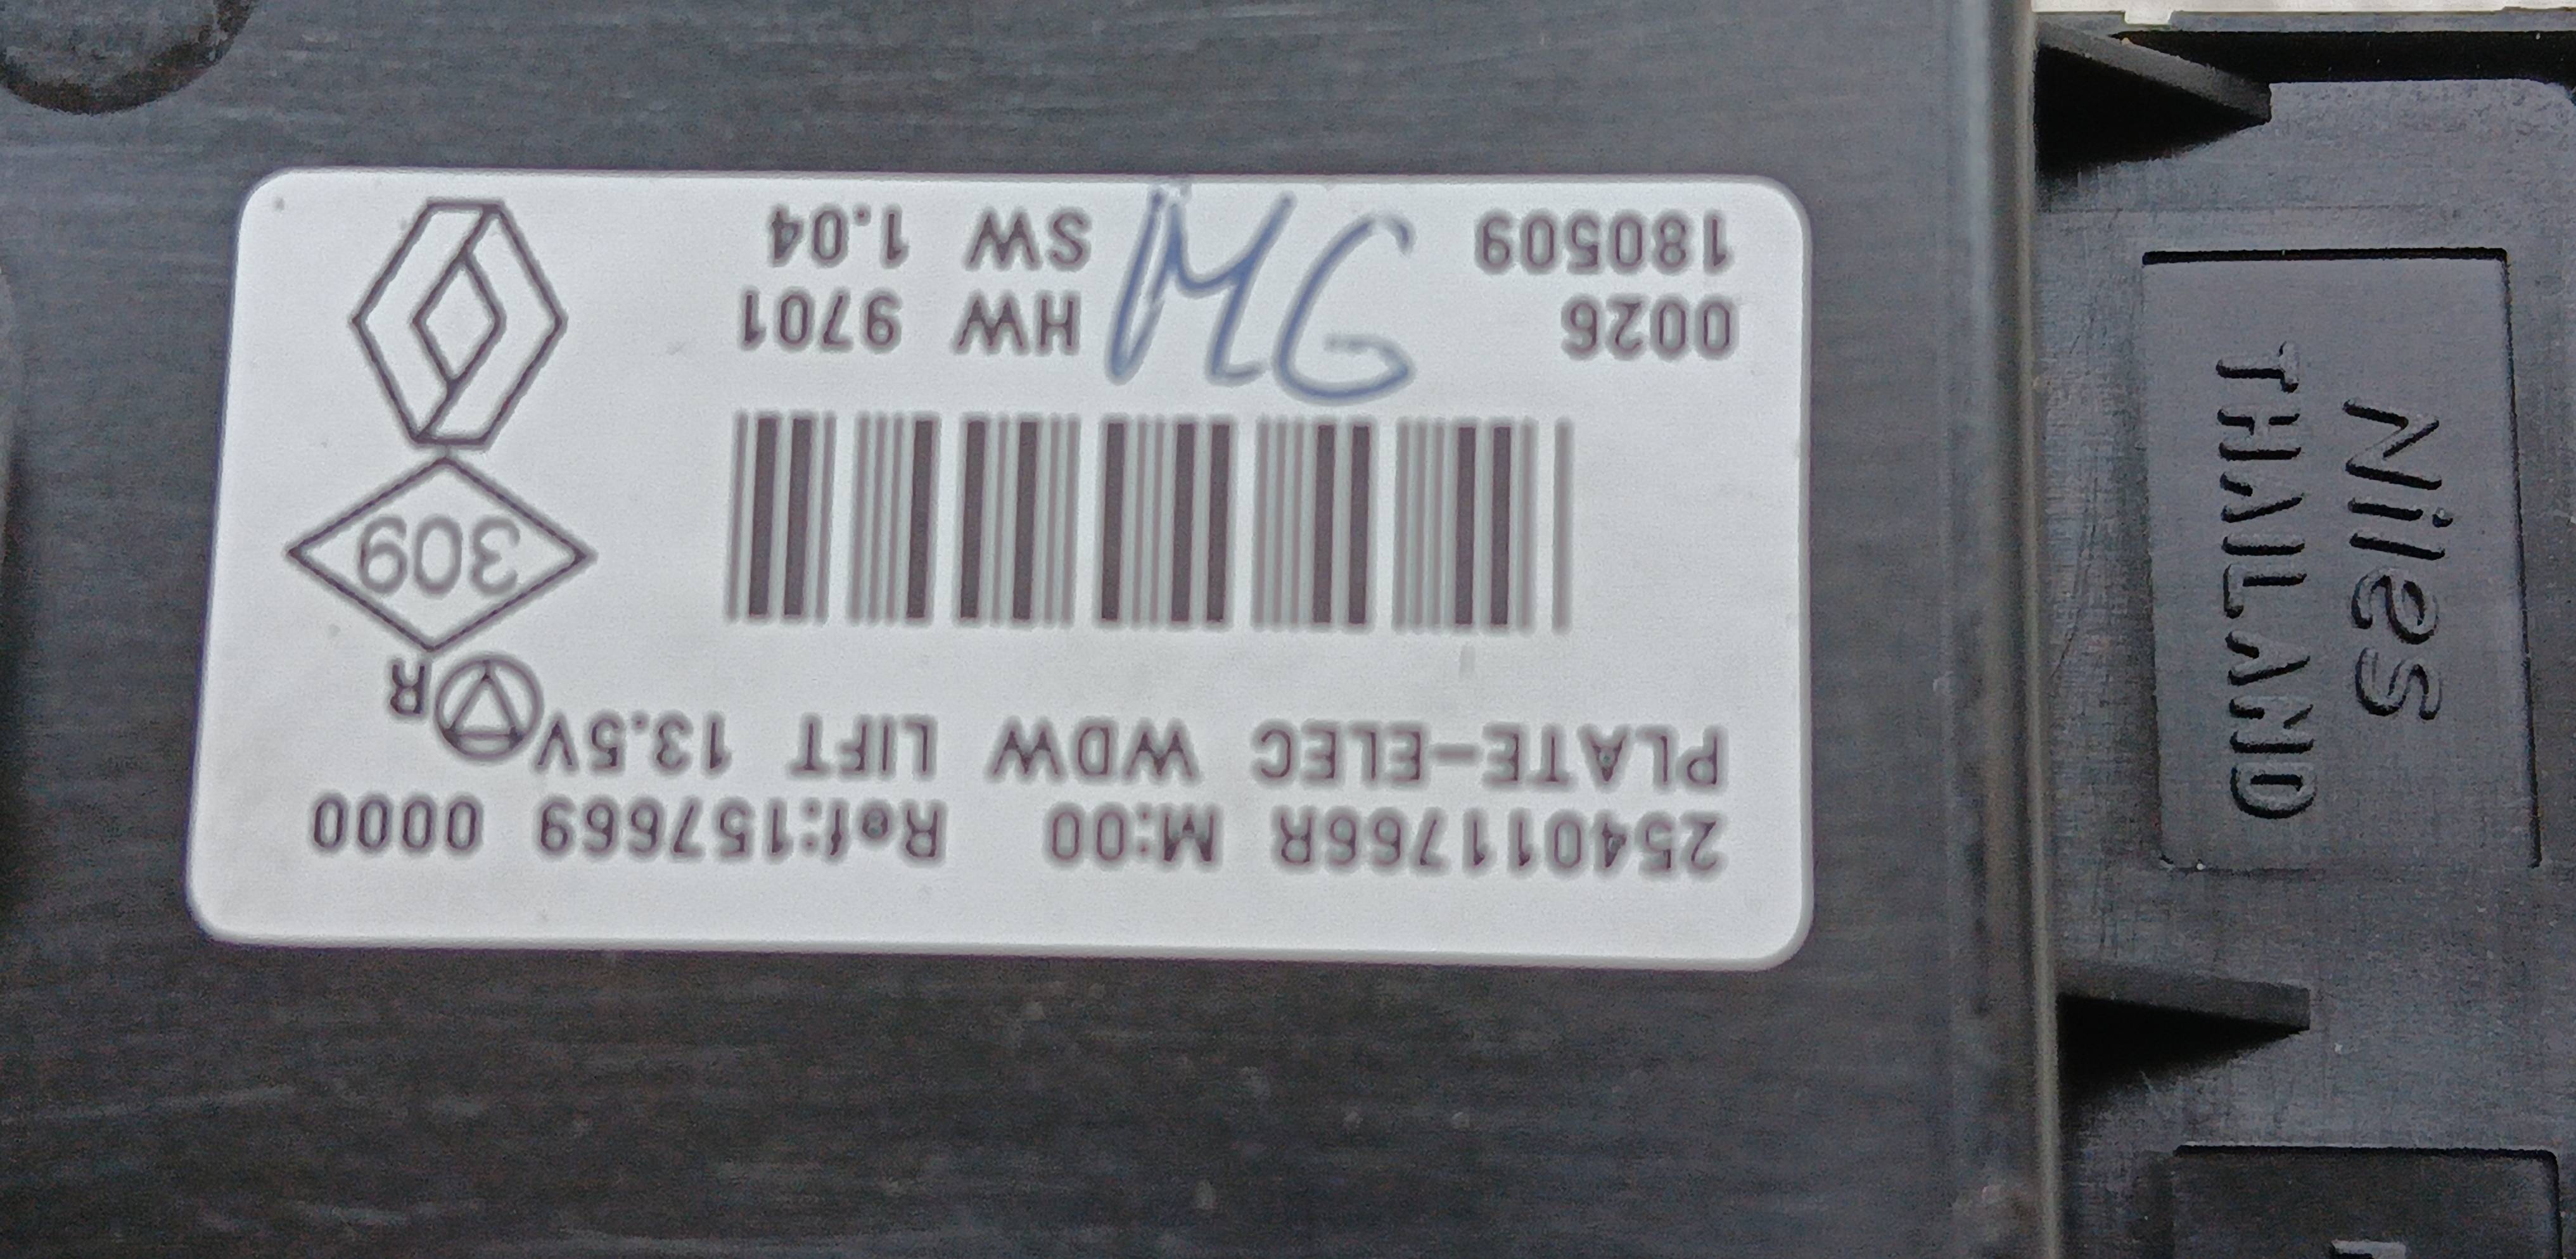 254011766R M:00 Ref:157669 0000
PLATE-ELEC WDW LIFT 13.5V
R
309
0026 HW 9701
180509 SW 1.04
MG
Niles
THAILAND